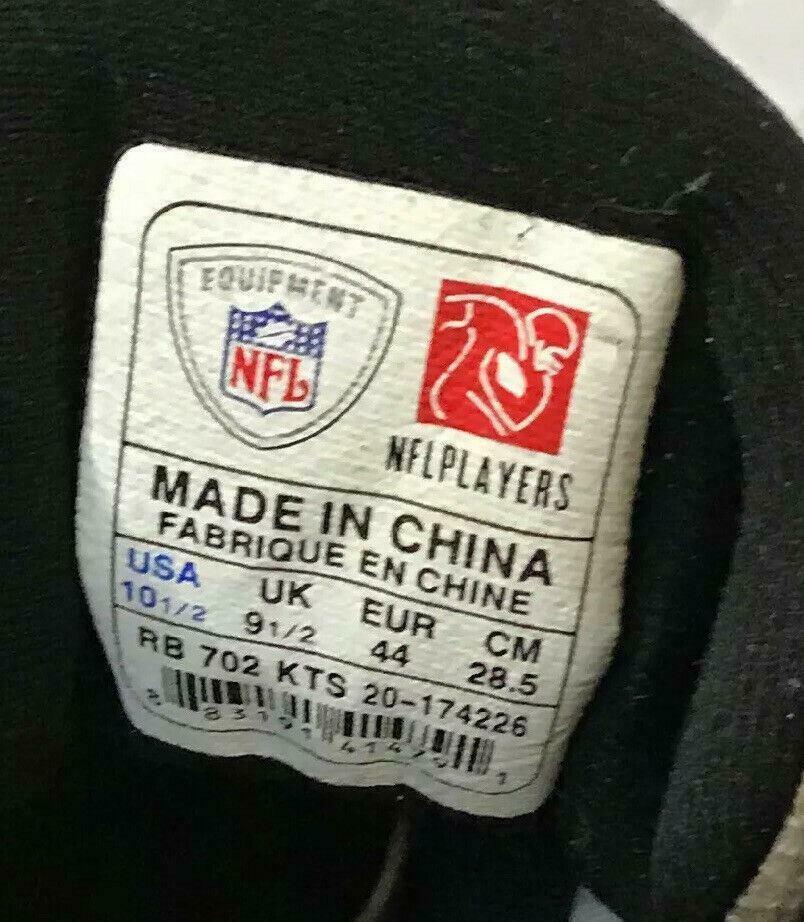 EQUIPMENT
NFL
NFLPLAYERS
MADE IN CHINA
FABRIQUE EN CHINE
USA UK EUR CM
10 1/2 9 1/2 44 28.5
RB 702 KTS 20-174226